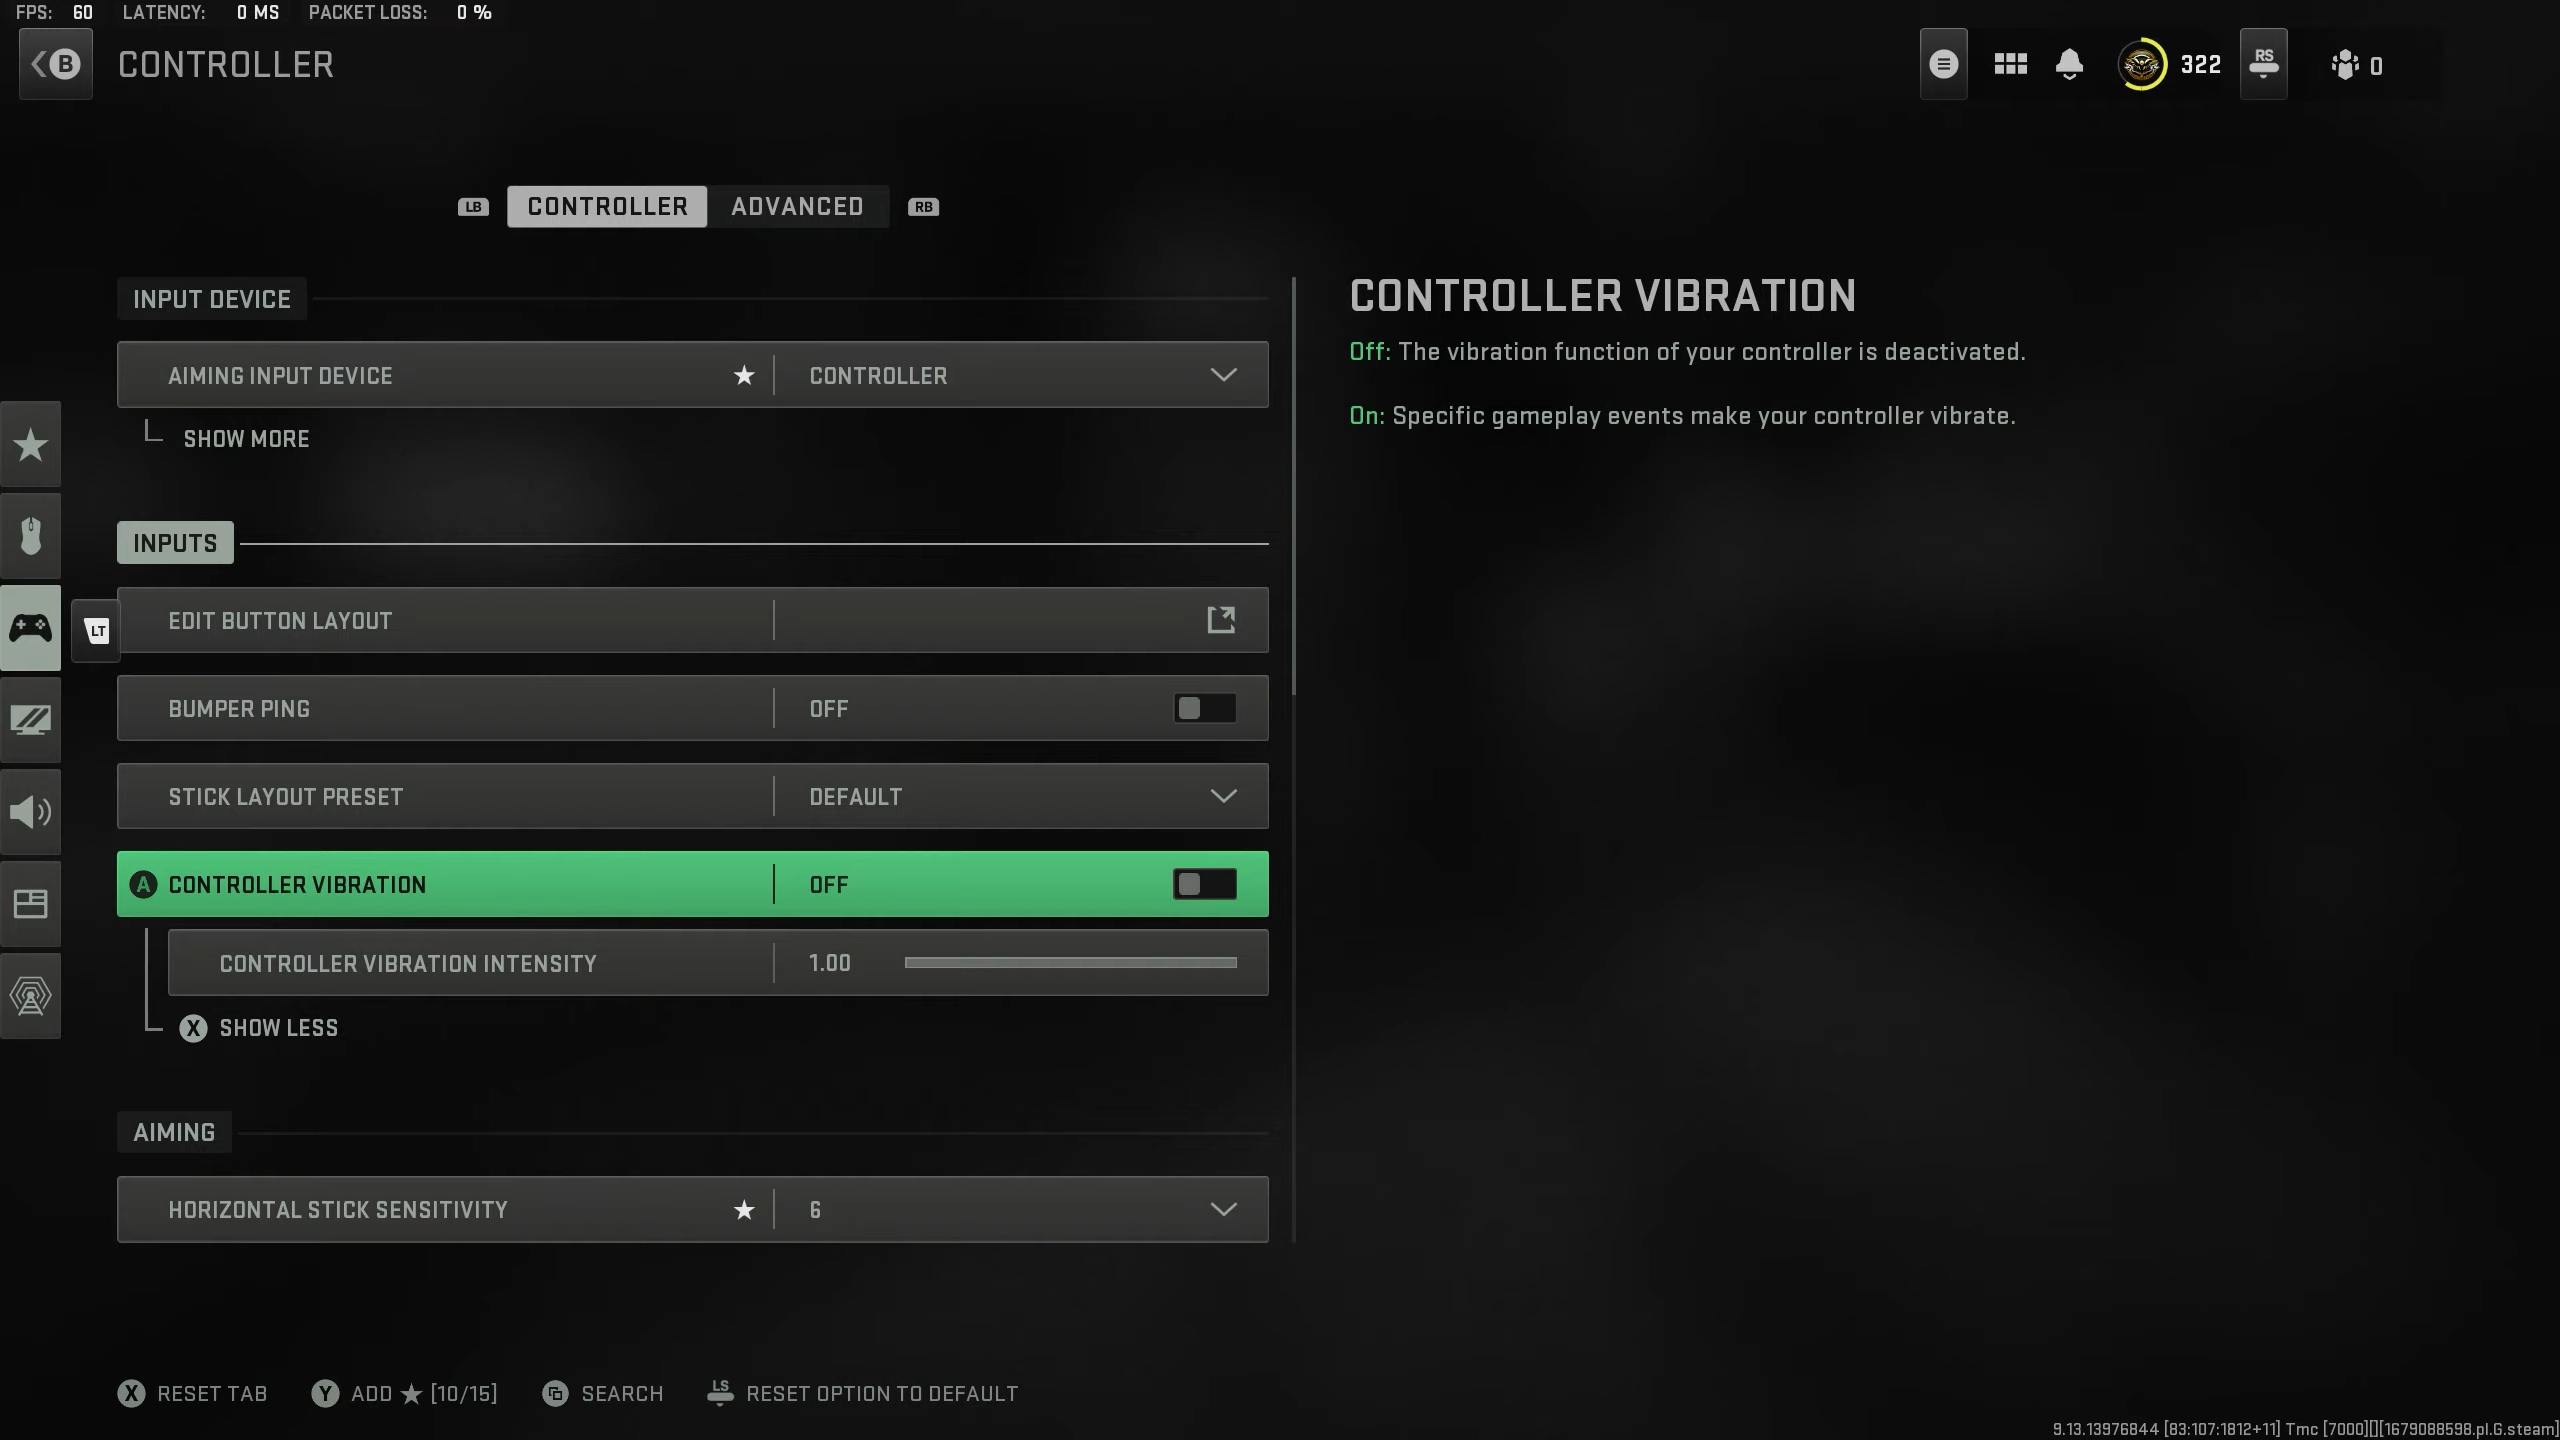 FPS: 60 LATENCY: 0 MS PACKET LOSS: 0 %
B CONTROLLER
322 RS 0
LB CONTROLLER ADVANCED RB
INPUT DEVICE
AIMING INPUT DEVICE CONTROLLER
SHOW MORE
INPUTS
LT
EDIT BUTTON LAYOUT
BUMPER PING OFF
STICK LAYOUT PRESET DEFAULT
A CONTROLLER VIBRATION OFF
CONTROLLER VIBRATION INTENSITY 1.00
X SHOW LESS
AIMING
HORIZONTAL STICK SENSITIVITY 6
CONTROLLER VIBRATION
Off: The vibration function of your controller is deactivated.
On: Specific gameplay events make your controller vibrate.
X RESET TAB Y ADD ★ [10/15] SEARCH LS RESET OPTION TO DEFAULT
9.13.13976844 [83:107:1812+11] Tmc [7000][][1679088598.pl.G.steam]